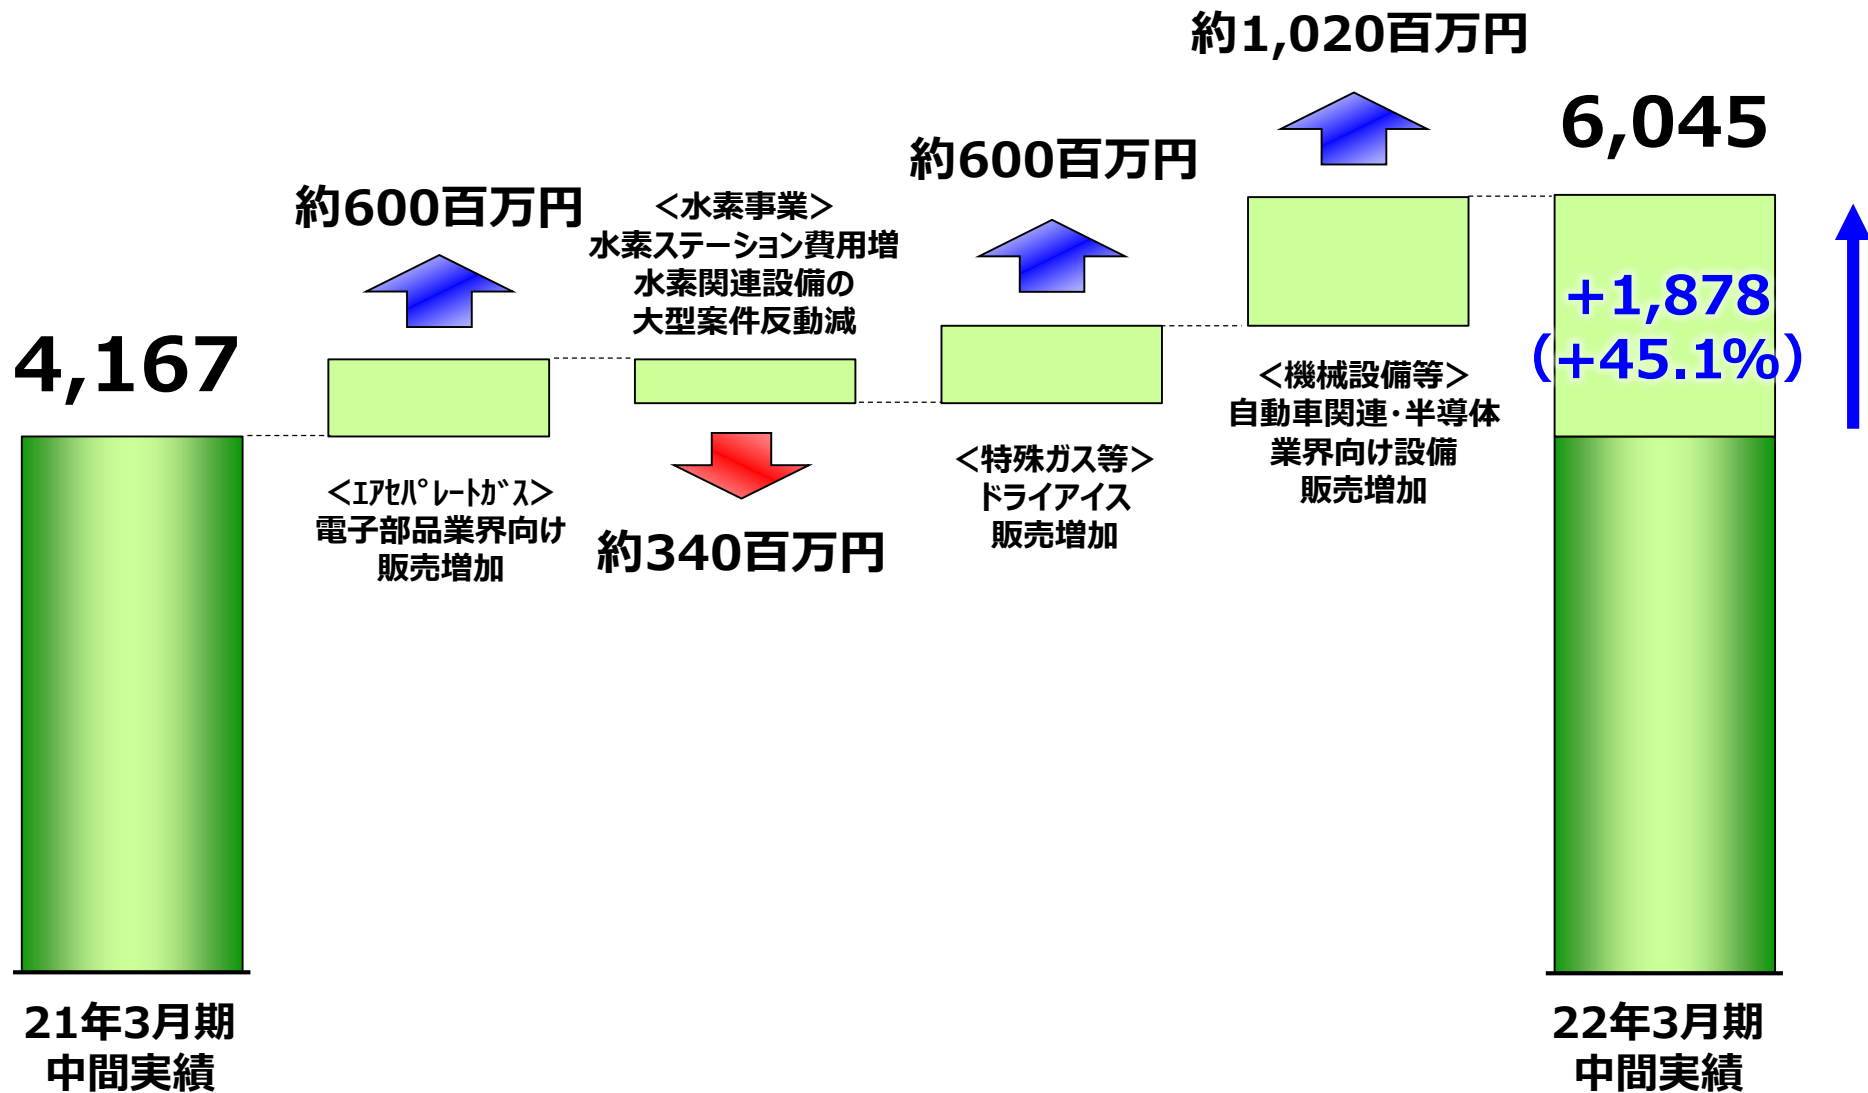 4,167
21年3月期
中間実績
約600百万円
＜ｴｱｾﾊﾟﾚｰﾄｶﾞｽ＞
電子部品業界向け
販売増加
＜水素事業＞
水素ステーション費用増
水素関連設備の
大型案件反動減
約340百万円
約600百万円
＜特殊ガス等＞
ドライアイス
販売増加
約1,020百万円
＜機械設備等＞
自動車関連･半導体
業界向け設備
販売増加
6,045
+1,878
（+45.1%）
22年3月期
中間実績